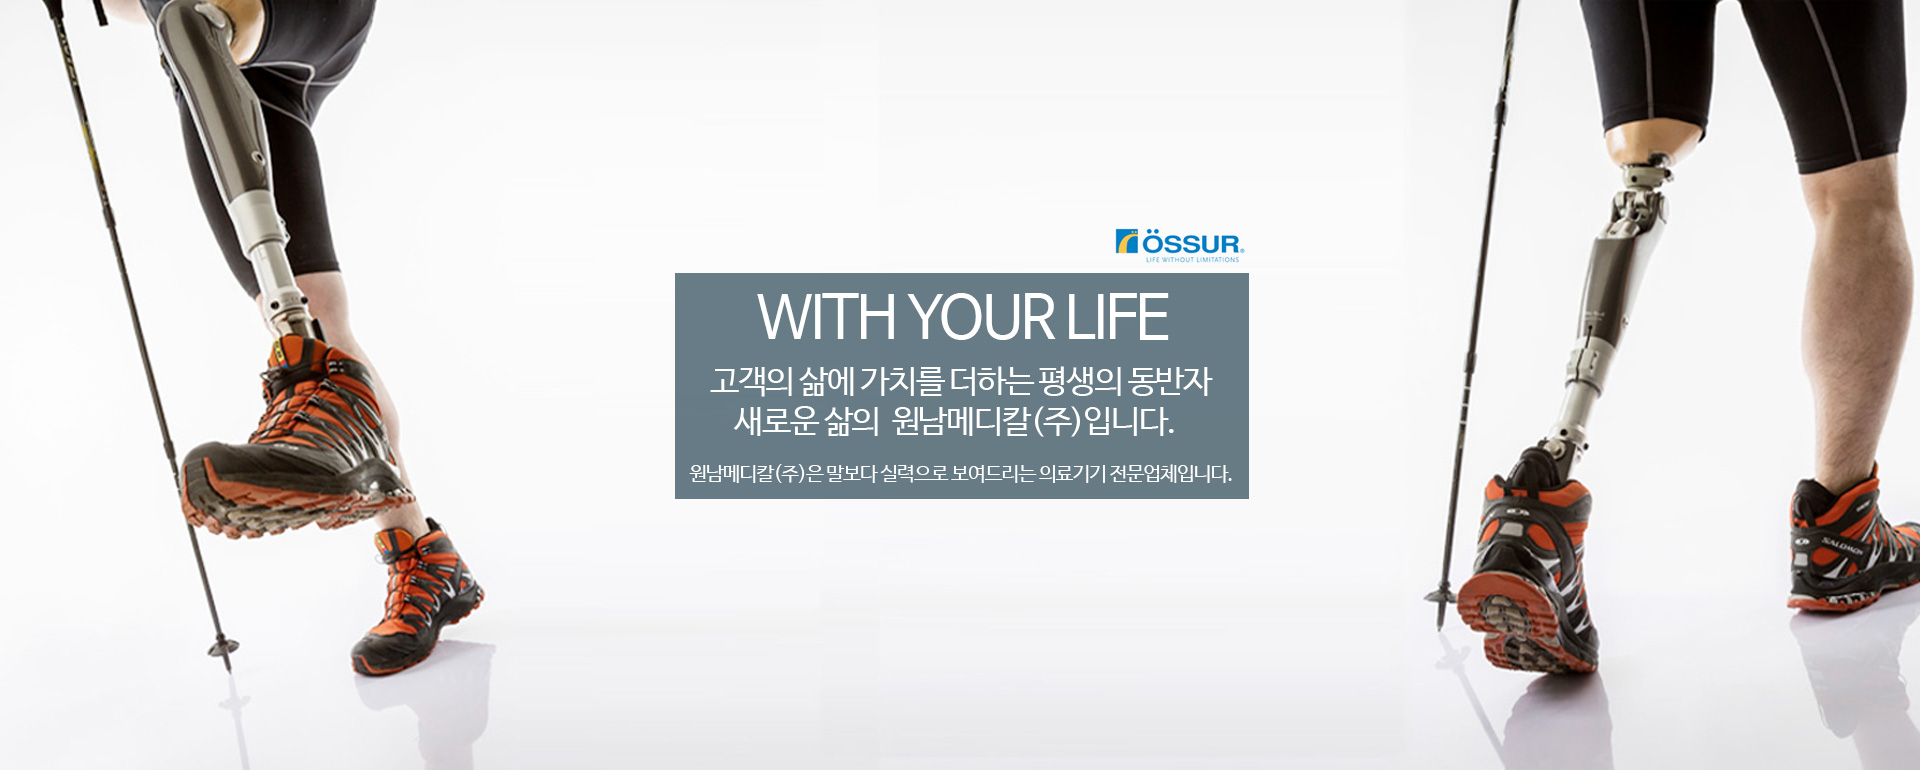 ÖSSUR®
LIFE WITHOUT LIMITATIONS
WITH YOUR LIFE
고객의 삶에 가치를 더하는 평생의 동반자
새로운 삶의 원남메디칼(주)입니다.
원남메디칼(주)은 말보다 실력으로 보여드리는 의료기기 전문업체입니다.
SALOMON